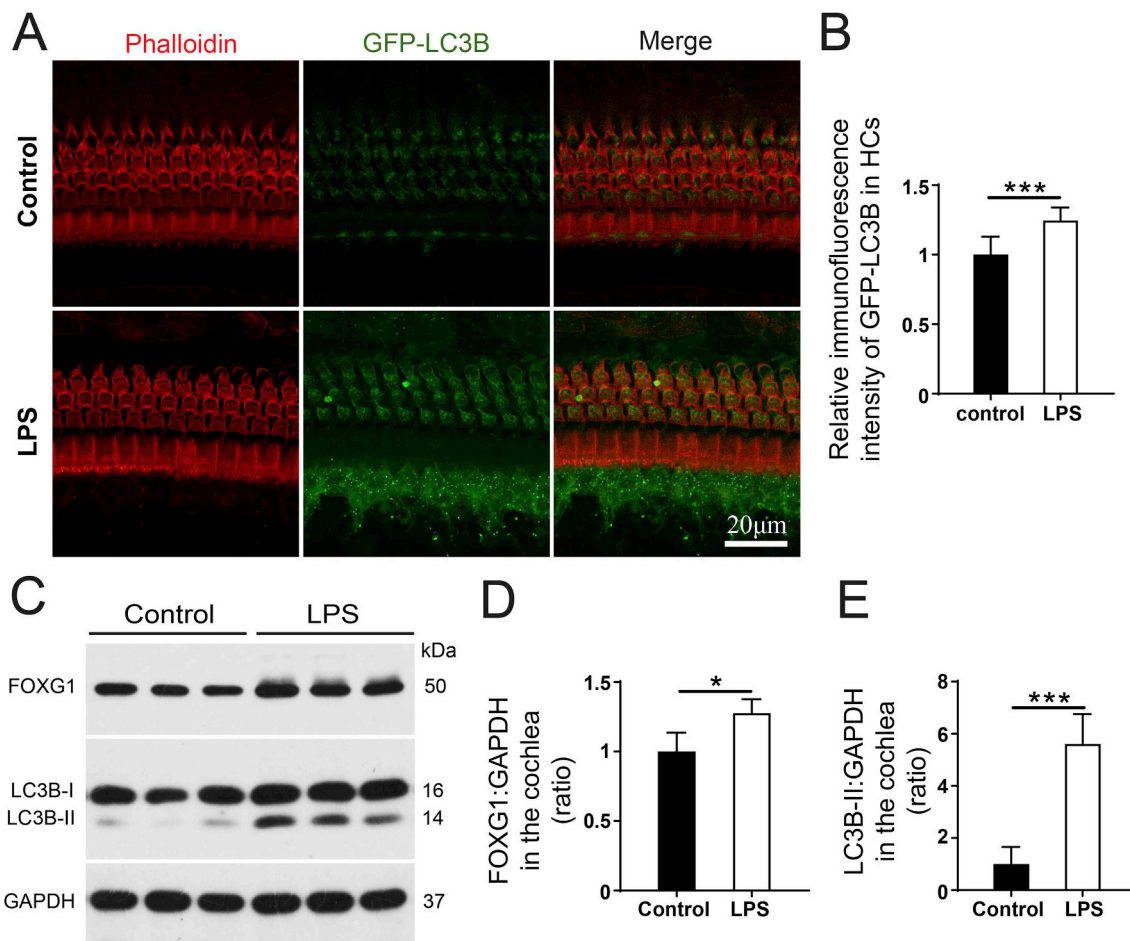 A
Phalloidin
GFP-LC3B
Merge
Control
LPS
20μm
B
Relative immunofluorescence
intensity of GFP-LC3B in HCs
1.5
1
0.5
0
***
control
LPS
C
Control
LPS
kDa
FOXG1
50
LC3B-I
16
LC3B-II
14
GAPDH
37
D
FOXG1:GAPDH
in the cochlea
(ratio)
1.5
1
0.5
0
*
Control
LPS
E
LC3B-II:GAPDH
in the cochlea
(ratio)
8
6
4
2
0
***
Control
LPS